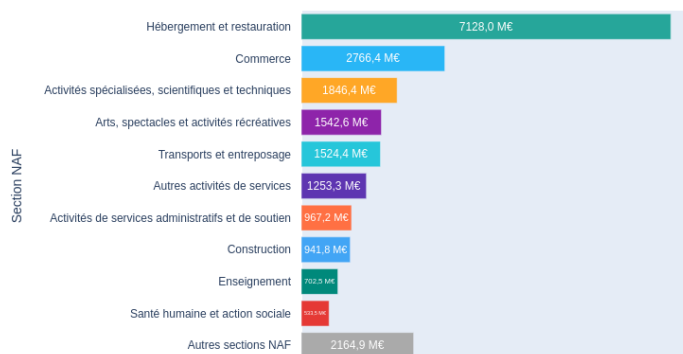 Hébergement et restauration 7128,0 M€
Commerce 2766,4 M€
Activités spécialisées, scientifiques et techniques 1846,4 M€
Arts, spectacles et activités récréatives 1542,6 M€
Transports et entreposage 1524,4 M€
Autres activités de services 1253,3 M€
Activités de services administratifs et de soutien 967,2 M€
Construction 941,8 M€
Enseignement 702,5 M€
Santé humaine et action sociale
Autres sections NAF 2164,9 M€
Section NAF